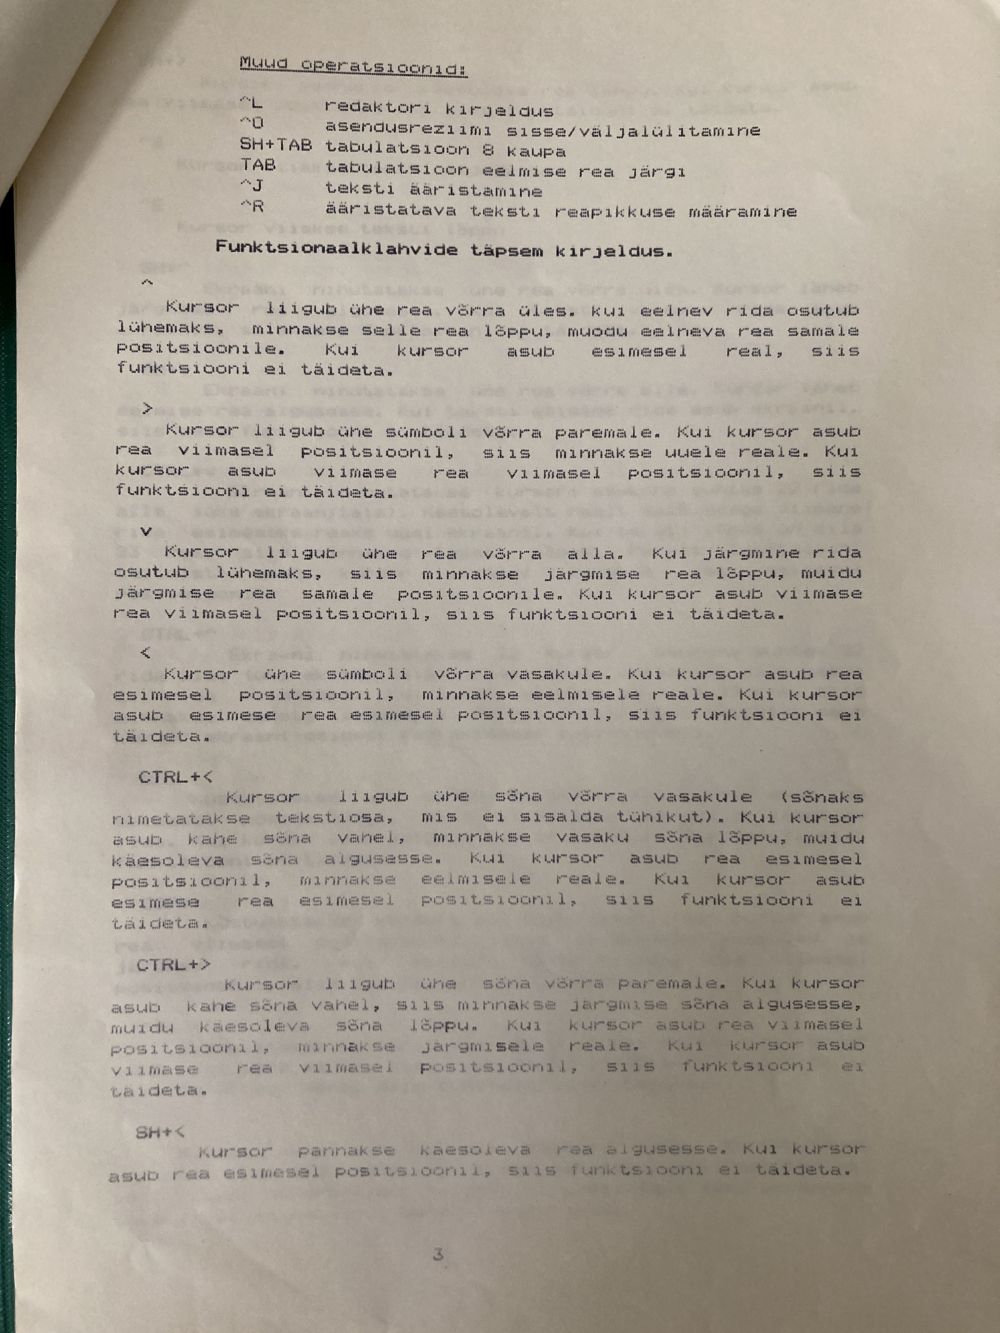 Muud operatsioonid:
^L redaktori kirjeldus
^O asendusreziimi sisse/väljalülitamine
SH+TAB tabulatsioon 8 kaupa
TAB tabulatsioon eelmise rea järgi
^J teksti ääristamine
^R ääristatava teksti reapikkuse määramine
Funktsionaalklahvide täpsem kirjeldus.
^
Kursor liigub ühe rea võrra üles. kui eelnev rida osutub
lühemaks, minnakse selle rea lõppu, muodu eelneva rea samale
positsioonile. Kui kursor asub esimesel real, siis
funktsiooni ei täideta.
>
Kursor liigub ühe sümboli võrra paremale. Kui kursor asub
rea viimasel positsioonil, siis minnakse uuele reale. Kui
kursor asub viimase rea viimasel positsioonil, siis
funktsiooni ei täideta.
v
Kursor liigub ühe rea võrra alla. Kui järgmine rida
osutub lühemaks, siis minnakse järgmise rea lõppu, muidu
järgmise rea samale positsioonile. Kui kursor asub viimase
rea viimasel positsioonil, siis funktsiooni ei täideta.
<
Kursor ühe sümboli võrra vasakule. Kui kursor asub rea
esimesel positsioonil, minnakse eelmisele reale. Kui kursor
asub esimese rea esimesel positsioonil, siis funktsiooni ei
täideta.
CTRL+<
Kursor liigub ühe sõna võrra vasakule (sõnaks
nimetatakse tekstiosa, mis ei sisalda tühikut). Kui kursor
asub kahe sõna vahel, minnakse vasaku sõna lõppu, muidu
käesoleva sõna algusesse. Kui kursor asub rea esimesel
positsioonil, minnakse eelmisele reale. Kui kursor asub
esimese rea esimesel positsioonil, siis funktsiooni ei
täideta.
CTRL+>
Kursor liigub ühe sõna võrra paremale. Kui kursor
asub kahe sõna vahel, siis minnakse järgmise sõna algusesse,
muidu käesoleva sõna lõppu. Kui kursor asub rea viimasel
positsioonil, minnakse järgmisele reale. Kui kursor asub
viimase rea viimasel positsioonil, siis funktsiooni ei
täideta.
SH+<
Kursor pannakse käesoleva rea algusesse. Kui kursor
asub rea esimesel positsioonil, siis funktsiooni ei täideta.
3